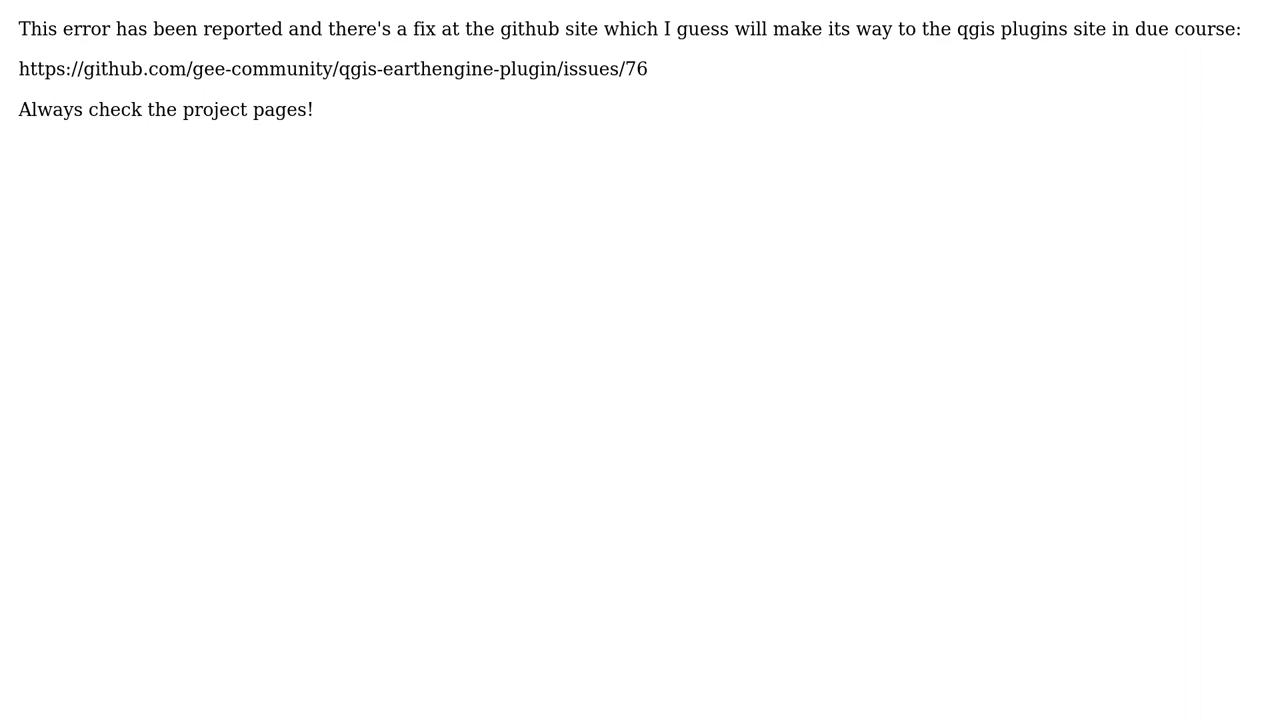 This error has been reported and there's a fix at the github site which I guess will make its way to the qgis plugins site in due course:
https://github.com/gee-community/qgis-earthengine-plugin/issues/76
Always check the project pages!